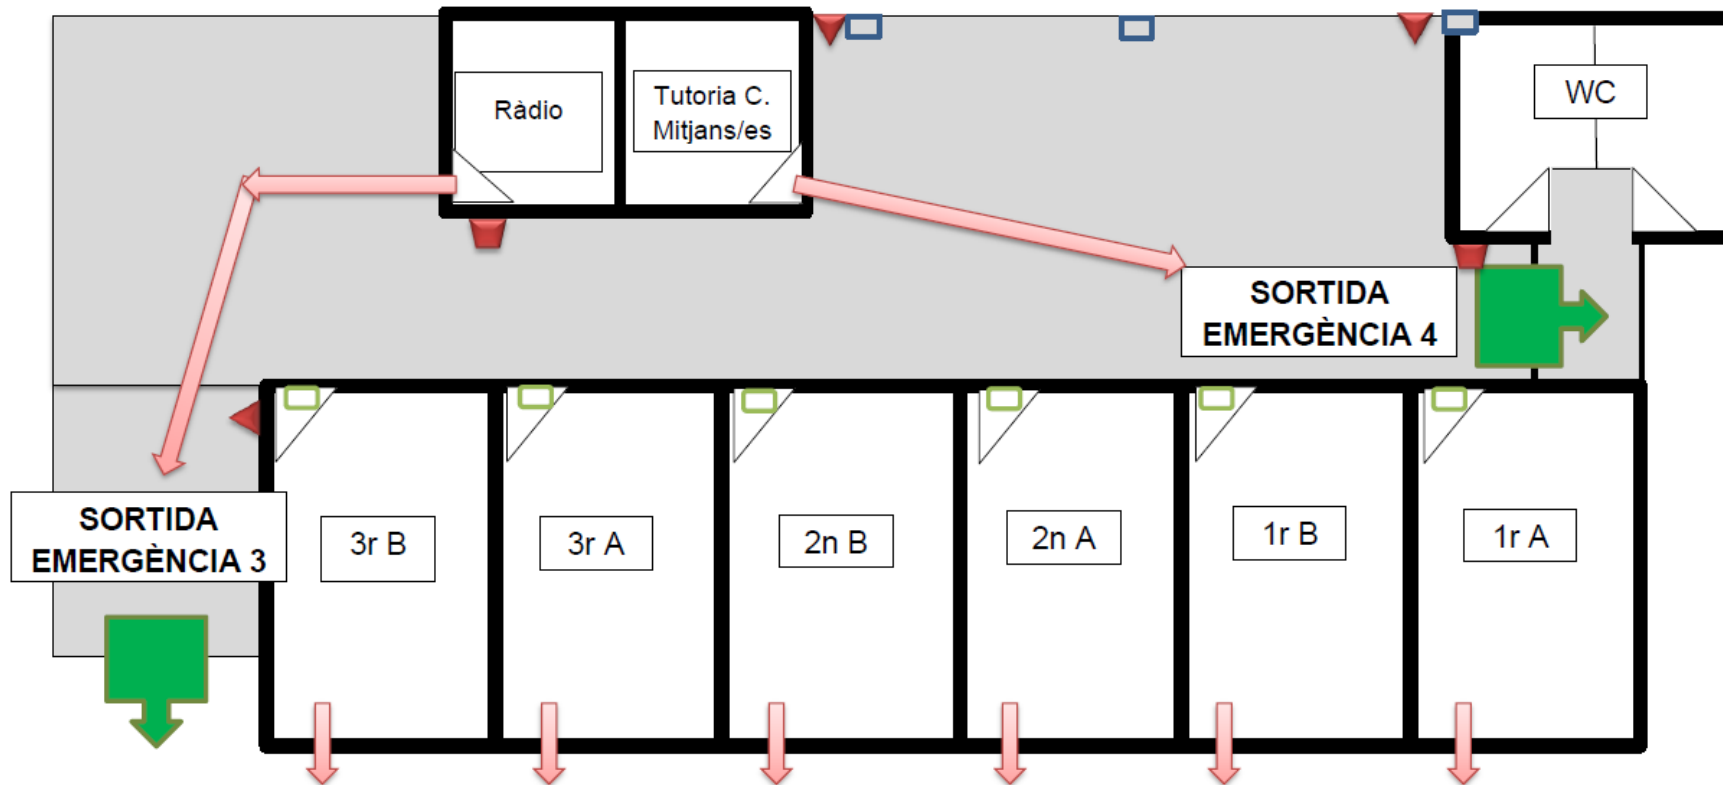 Ràdio
Tutoria C.
Mitjans/es
WC
SORTIDA
EMERGÈNCIA 4
SORTIDA
EMERGÈNCIA 3
3r B
3r A
2n B
2n A
1r B
1r A